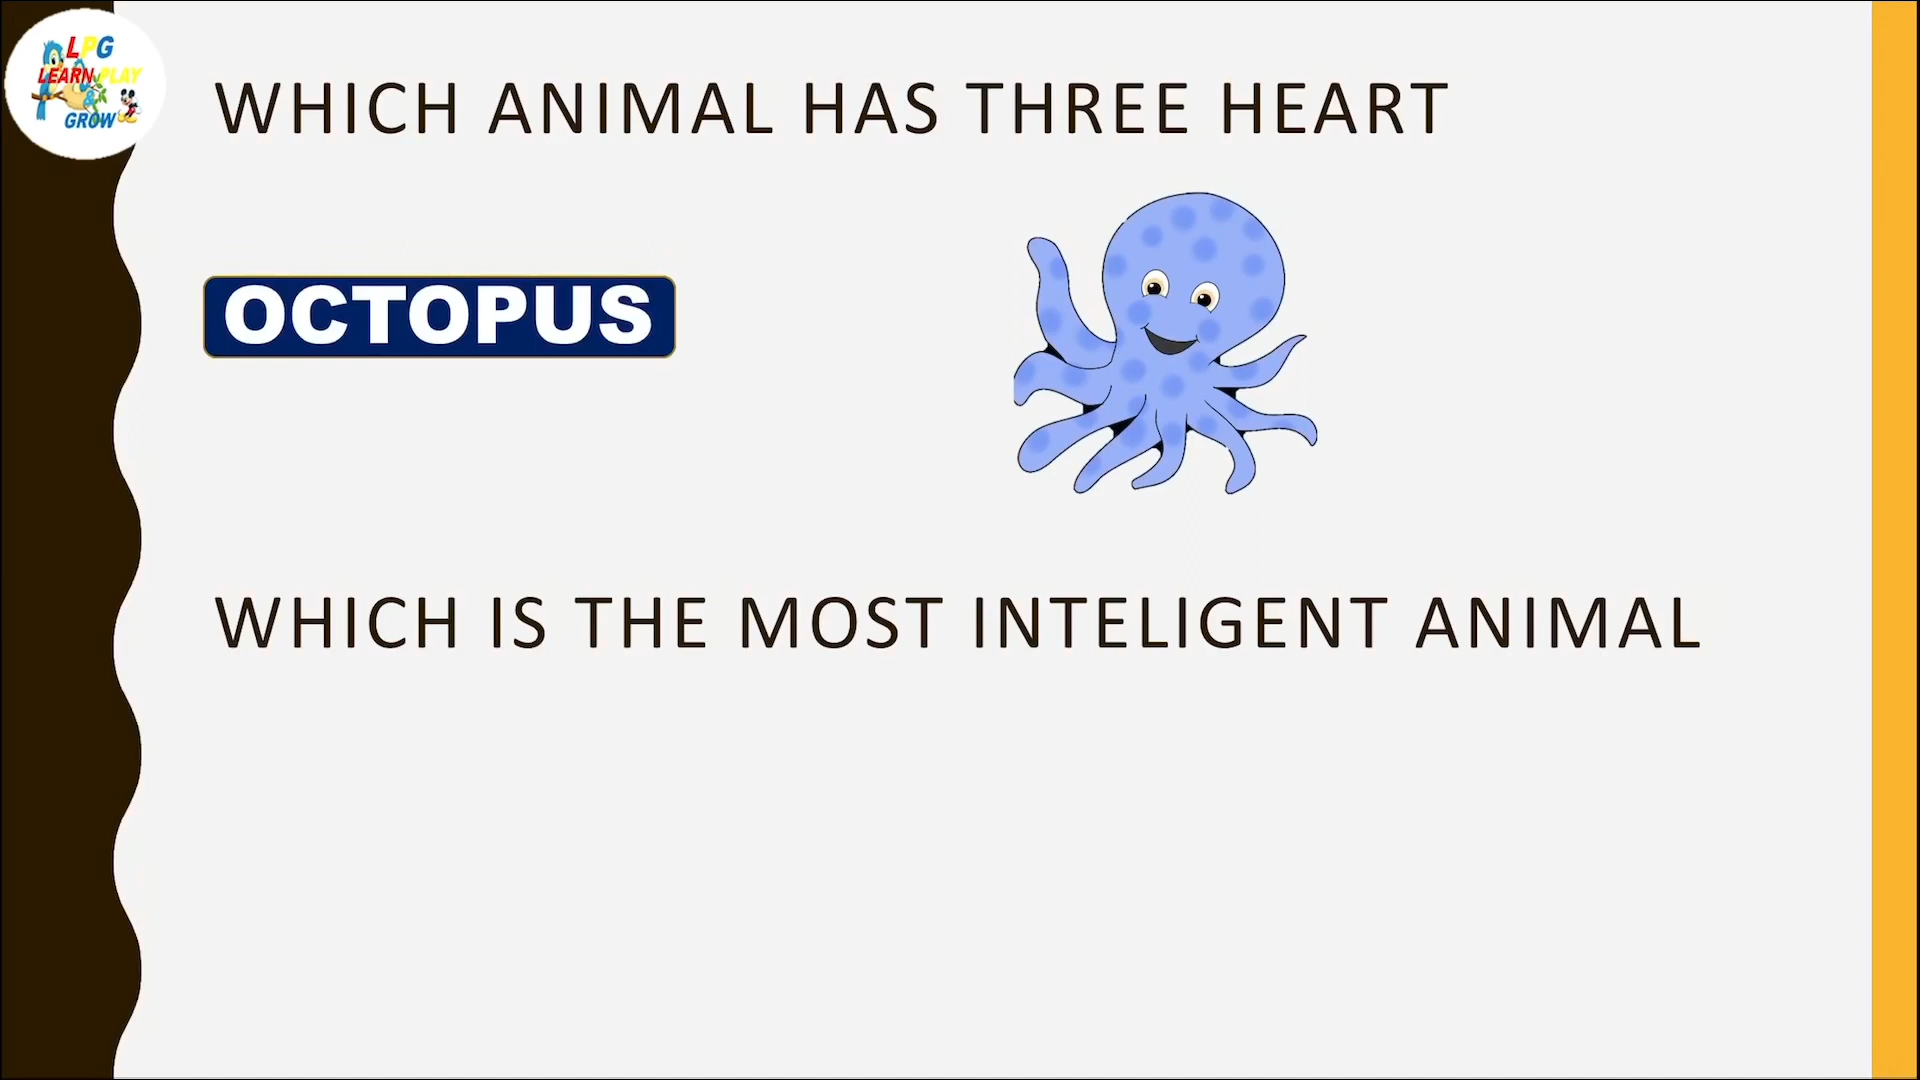 LPG
LEARN PLAY
&
GROW
WHICH ANIMAL HAS THREE HEART
OCTOPUS
WHICH IS THE MOST INTELIGENT ANIMAL